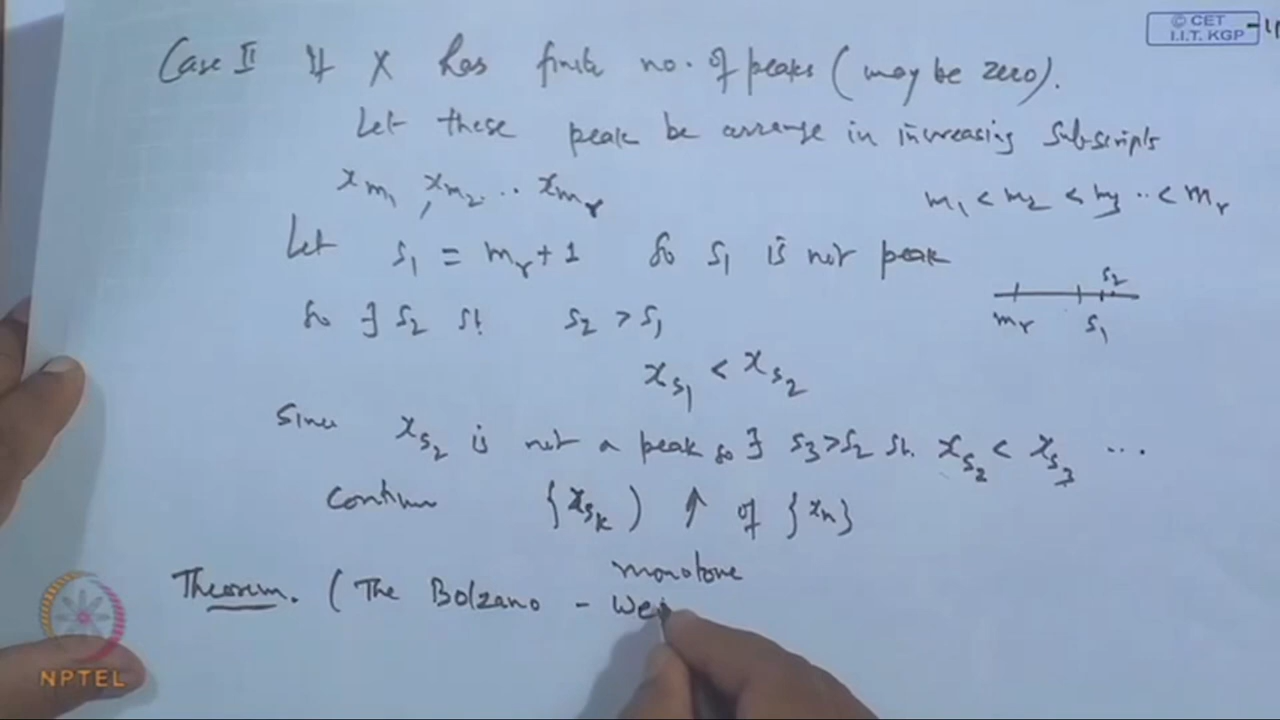 © CET
I.I.T. KGP
Case II If X has finite no. of peaks (may be zero).
Let these peak be arrange in increasing Subscripts
x_{m_1}, x_{m_2}, .. x_{m_r} m_1 < m_2 < m_3 .. < m_r
Let s_1 = m_r + 1 So s_1 is not peak
So ∃ s_2 st. s_2 > s_1
m_r s_1 s_2
x_{s_1} < x_{s_2}
Since x_{s_2} is not a peak so ∃ s_3 > s_2 st. x_{s_2} < x_{s_3} ...
Continue {x_{s_k}) ↑ of {x_n}
monotone
Theorem. (The Bolzano - Wei
NPTEL